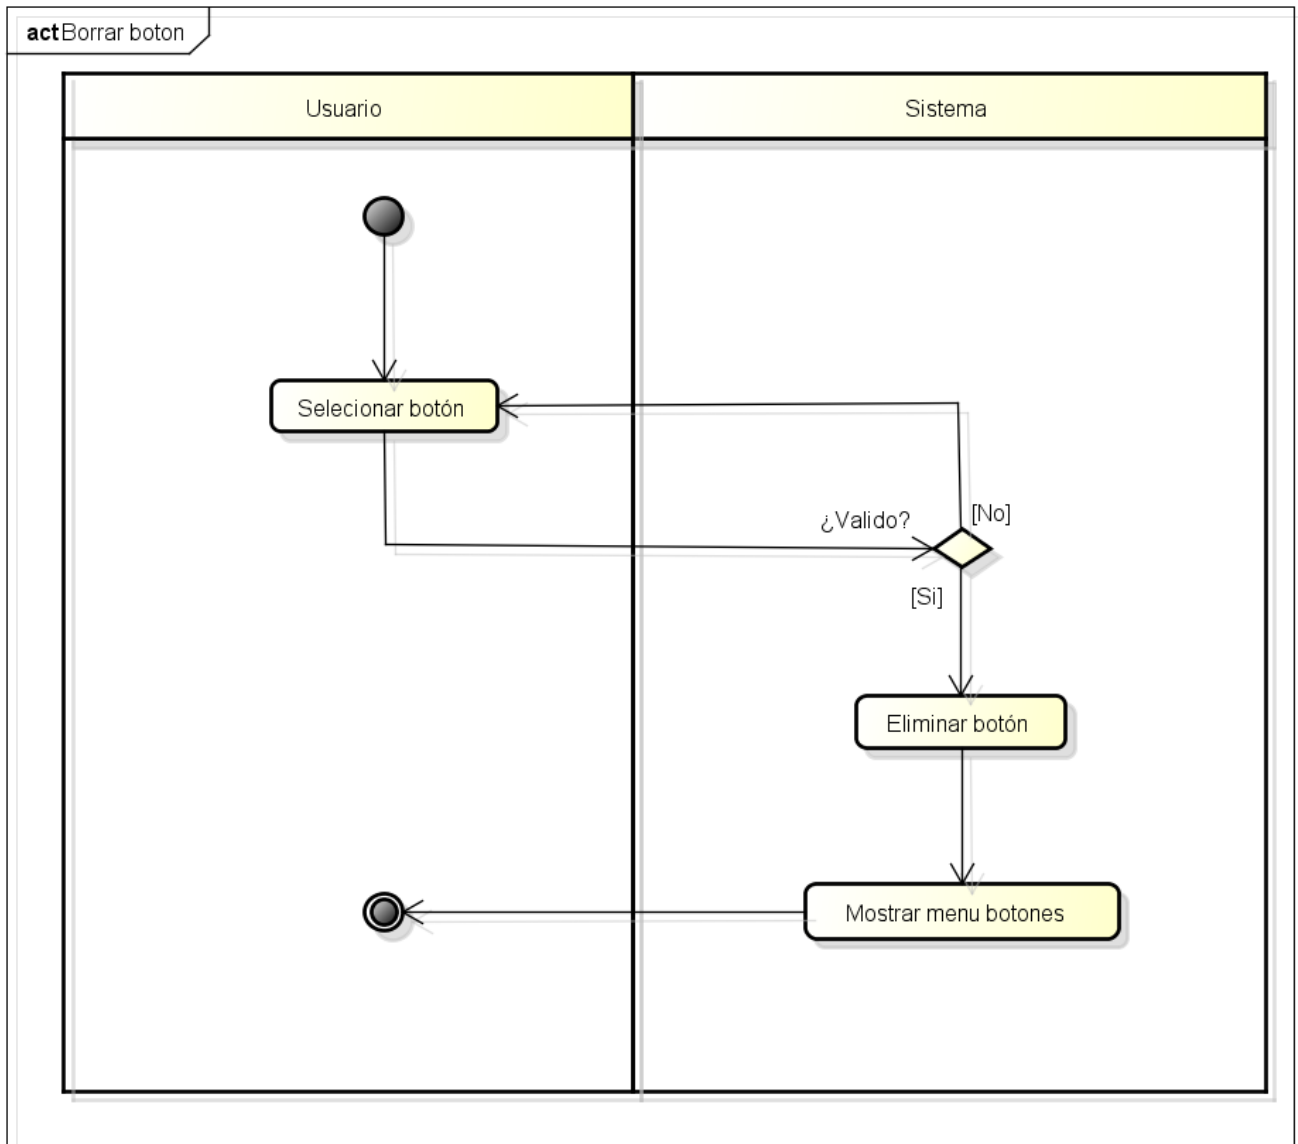 act Borrar boton
Usuario
Sistema
Selecionar botón
¿Valido?
[No]
[Si]
Eliminar botón
Mostrar menu botones